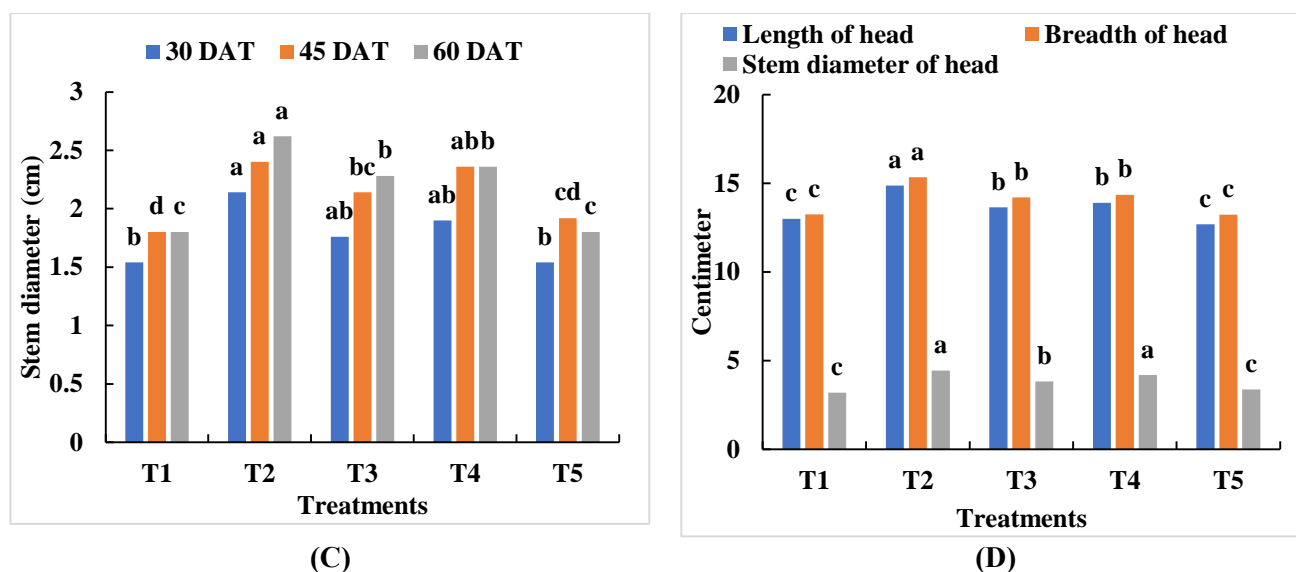 30 DAT 45 DAT 60 DAT
3
2.5
2
1.5
1
0.5
0
Stem diameter (cm)
b d c
a a a
ab bc b
ab ab b
b cd c
T1 T2 T3 T4 T5
Treatments
(C)
Length of head Breadth of head
Stem diameter of head
20
15
10
5
0
Centimeter
c c c
a a a
b b b
b b a
c c c
T1 T2 T3 T4 T5
Treatments
(D)